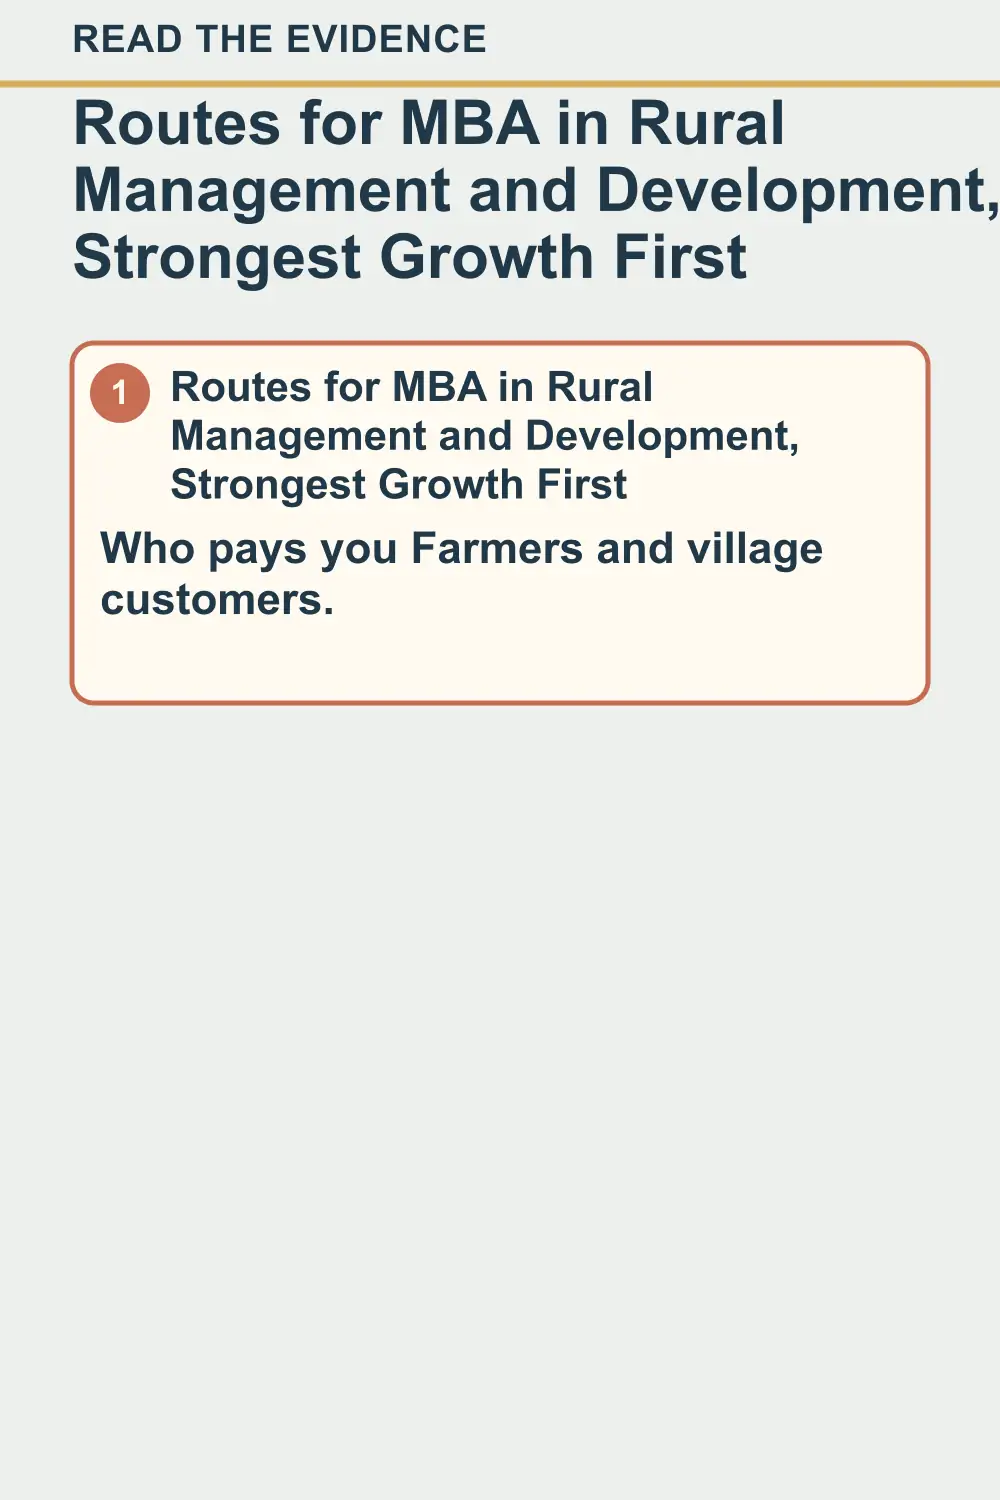 READ THE EVIDENCE
Routes for MBA in Rural
Management and Development,
Strongest Growth First
1
Routes for MBA in Rural
Management and Development,
Strongest Growth First
Who pays you Farmers and village
customers.